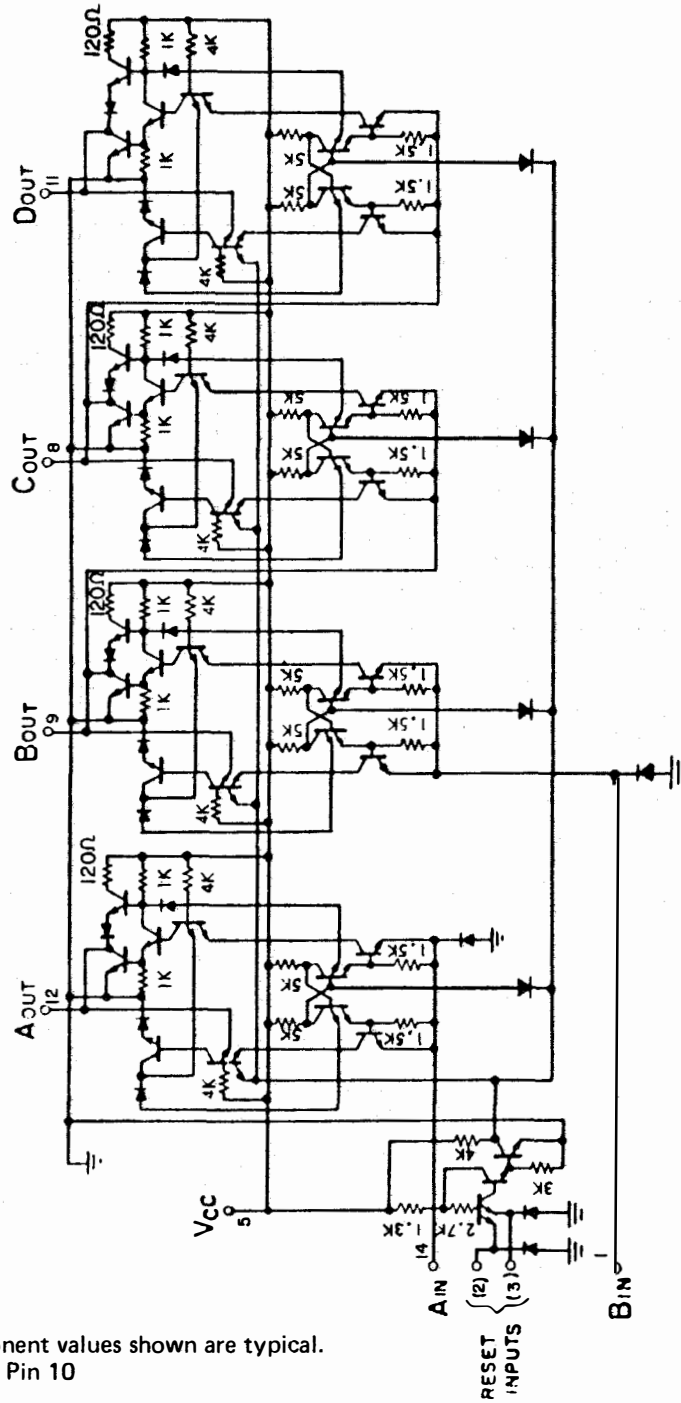 DOUT
11
120Ω
1K
4K
1K
4K
5K
5K
1.5K
1.5K
COUT
8
120Ω
1K
4K
1K
4K
5K
5K
1.5K
1.5K
BOUT
9
120Ω
1K
4K
1K
4K
5K
5K
1.5K
1.5K
AOUT
12
120Ω
1K
4K
1K
4K
5K
5K
1.5K
1.5K
VCC
5
4K
3K
1.3K
2.7K
14
AIN
(2)
(3)
RESET
INPUTS
1
BIN
onent values shown are typical.
Pin 10